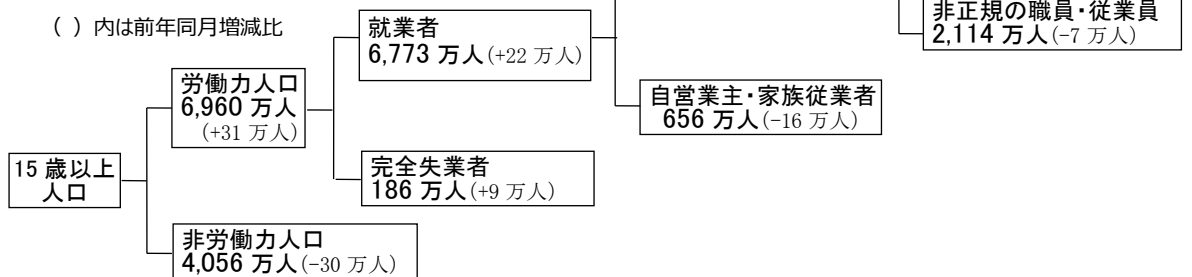 ( ) 内は前年同月増減比
就業者
6,773 万人(+22 万人)
非正規の職員・従業員
2,114 万人(-7 万人)
労働力人口
6,960 万人
(+31 万人)
自営業主・家族従業者
656 万人(-16 万人)
15 歳以上
人口
完全失業者
186 万人(+9 万人)
非労働力人口
4,056 万人(-30 万人)